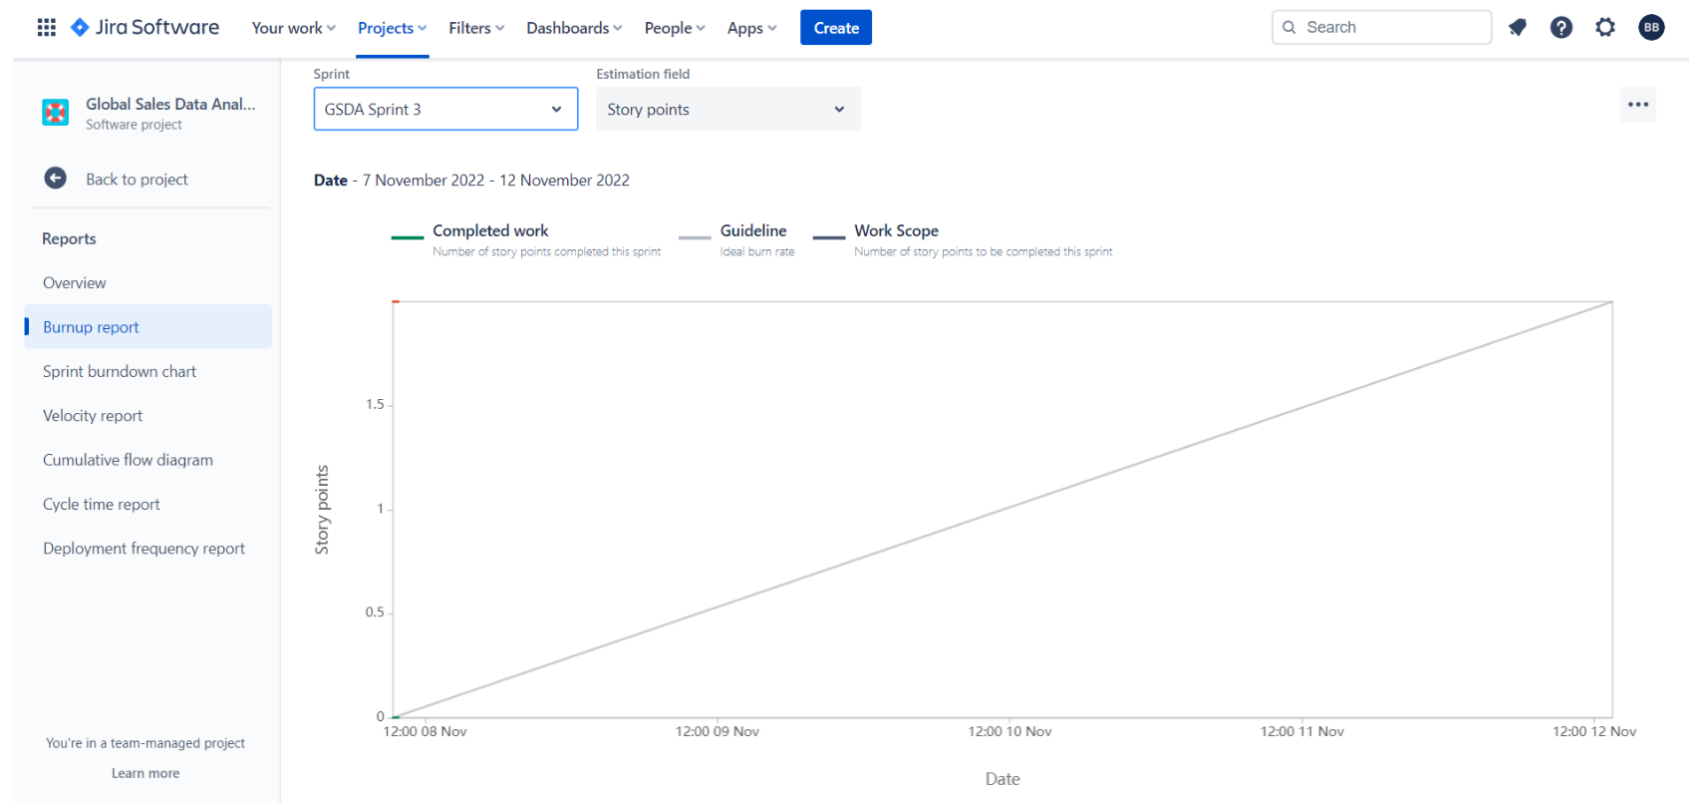 Jira Software Your work Projects Filters Dashboards People Apps Create Search BB
Global Sales Data Anal...
Software project
Back to project
Reports
Overview
Burnup report
Sprint burndown chart
Velocity report
Cumulative flow diagram
Cycle time report
Deployment frequency report
You're in a team-managed project
Learn more
Sprint Estimation field
GSDA Sprint 3 Story points
Date - 7 November 2022 - 12 November 2022
Completed work Guideline Work Scope
Number of story points completed this sprint Ideal burn rate Number of story points to be completed this sprint
Story points
1.5
1
0.5
0
12:00 08 Nov 12:00 09 Nov 12:00 10 Nov 12:00 11 Nov 12:00 12 Nov
Date